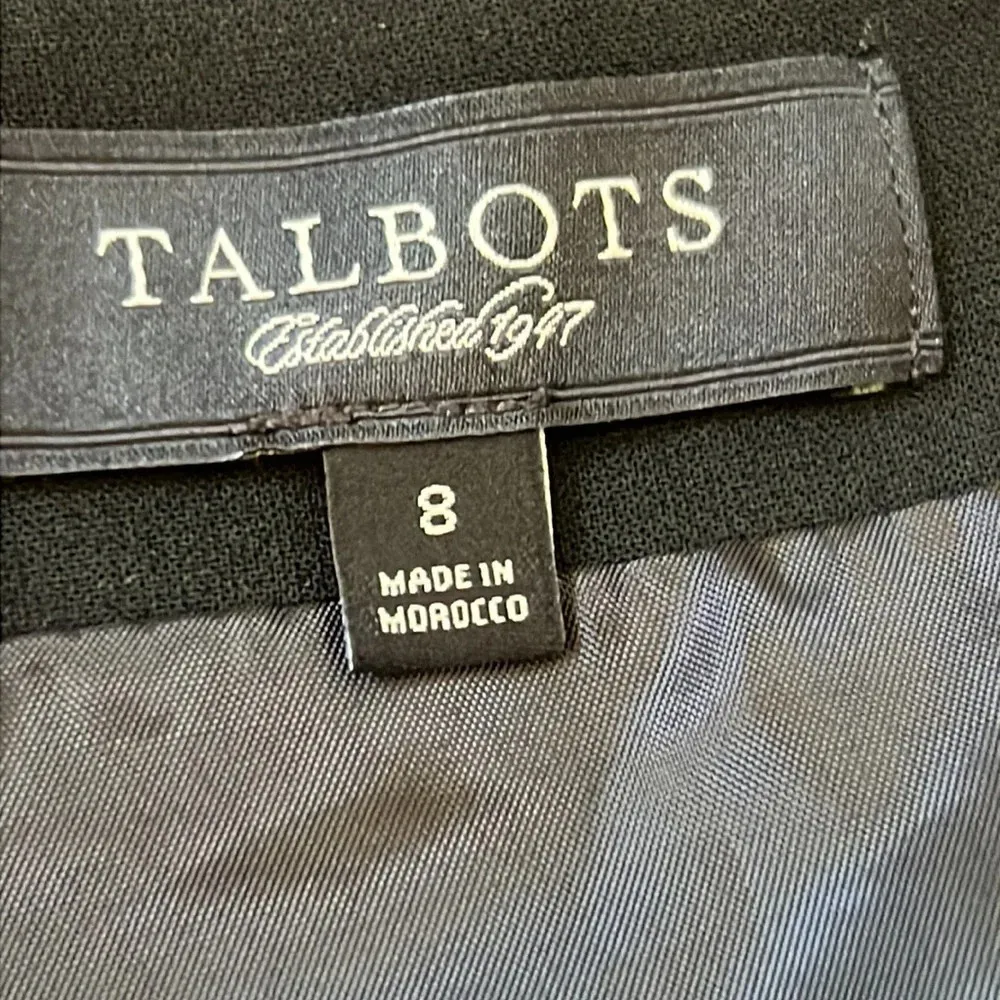 TALBOTS
Established 1947
8
MADE IN
MOROCCO